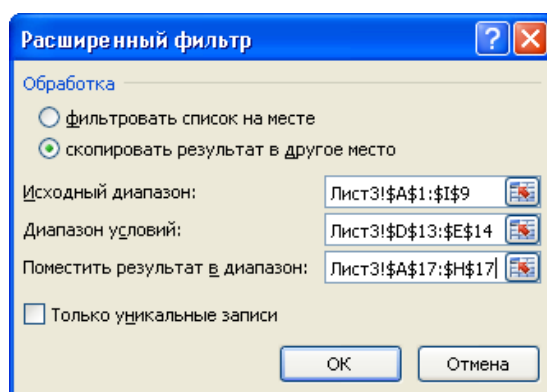 Расширенный фильтр
Обработка
фильтровать список на месте
скопировать результат в другое место
Исходный диапазон: Лист3!$A$1:$I$9
Диапазон условий: Лист3!$D$13:$E$14
Поместить результат в диапазон: Лист3!$A$17:$H$17
Только уникальные записи
ОК Отмена